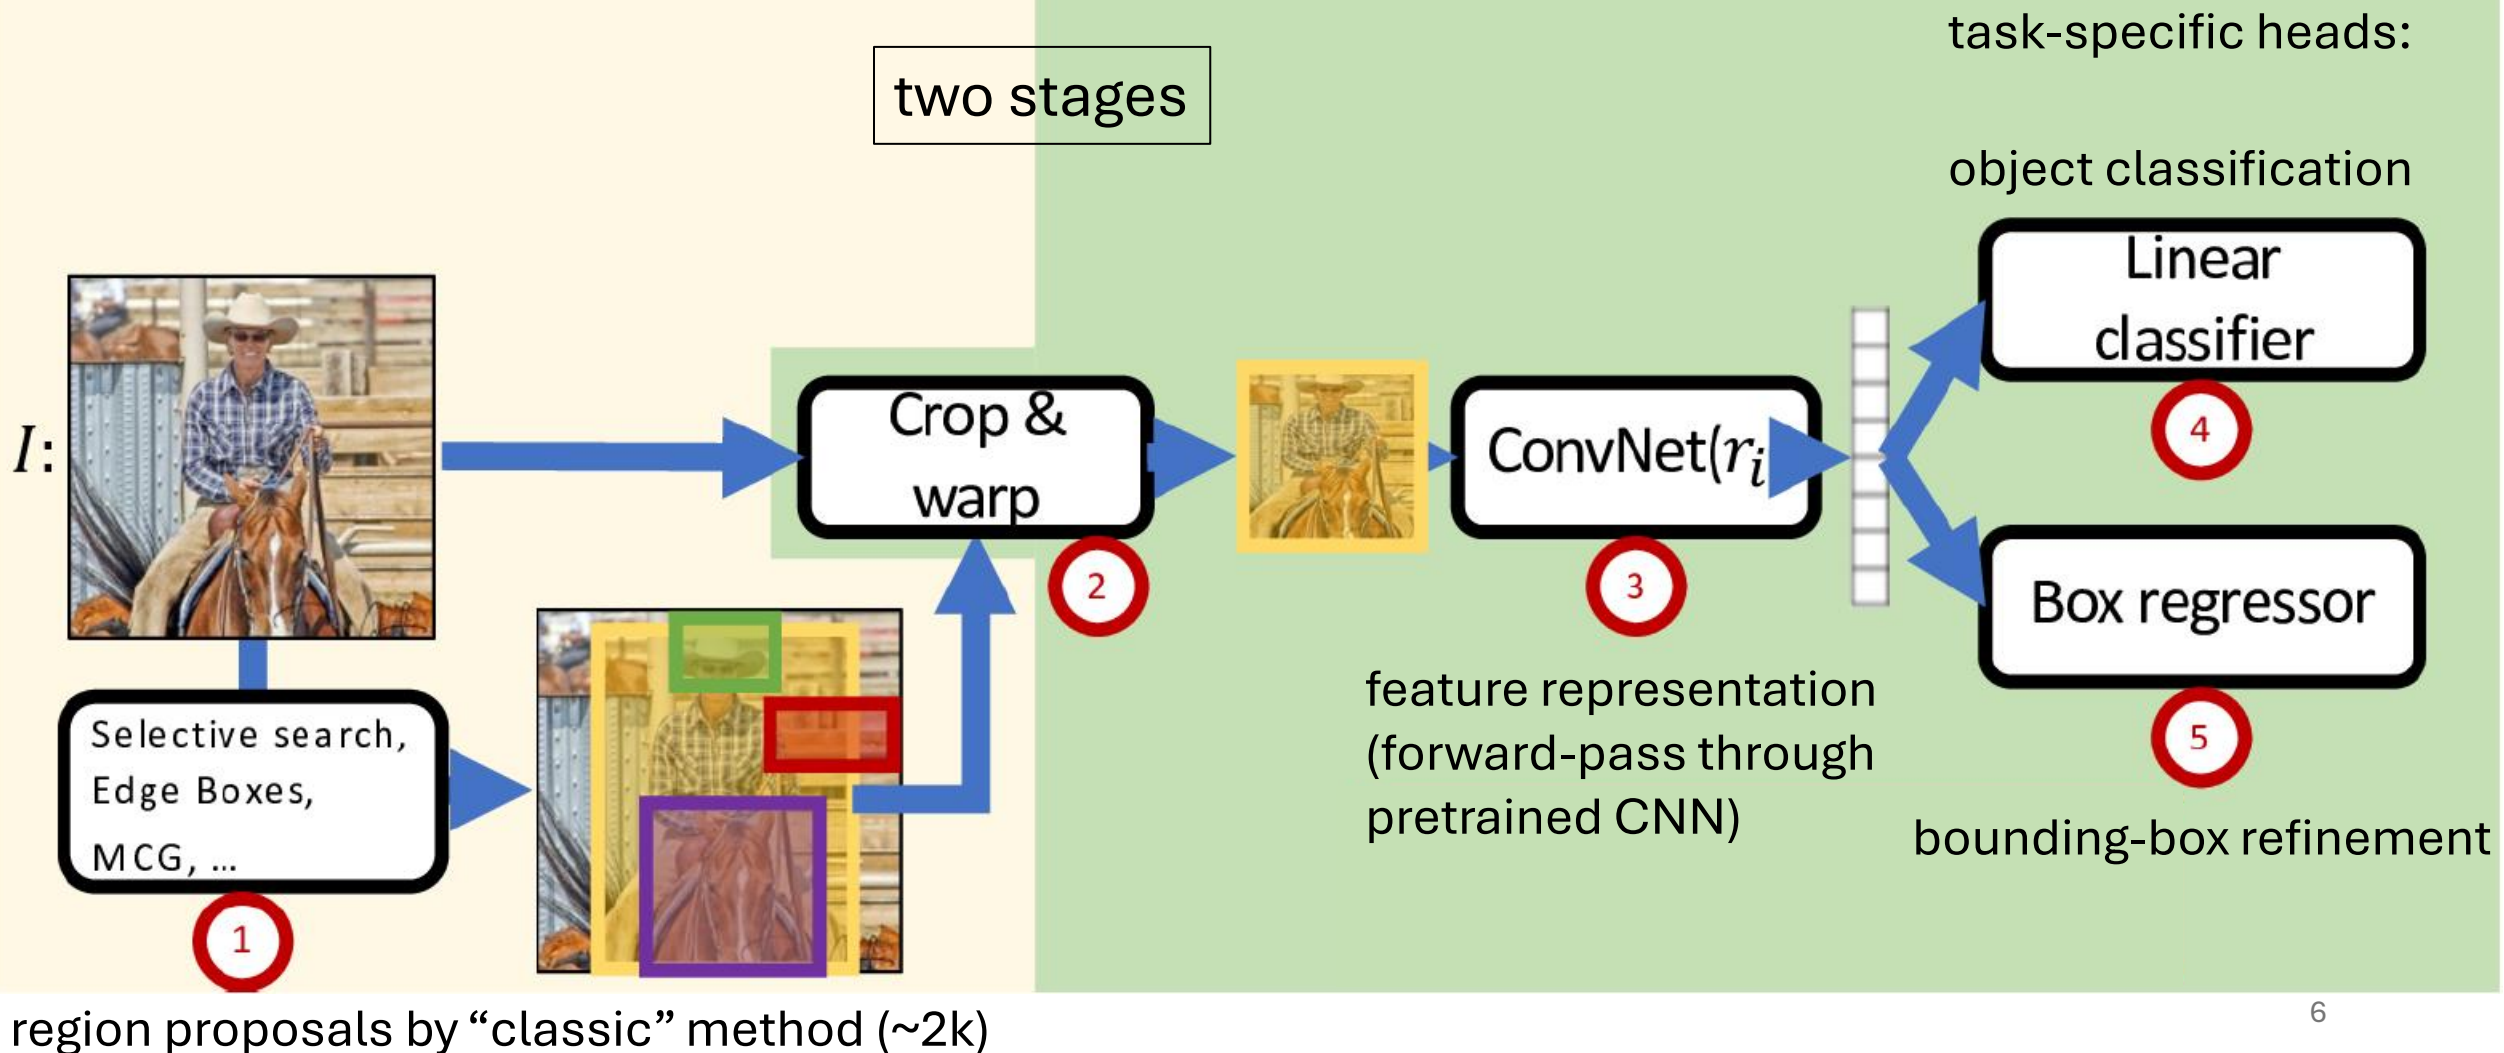 task-specific heads:
two stages
object classification
Linear
classifier
4
I:
Crop &
warp
2
ConvNet(rᵢ
3
Box regressor
5
feature representation
(forward-pass through
pretrained CNN)
bounding-box refinement
Selective search,
Edge Boxes,
MCG, ...
1
region proposals by “classic” method (~2k)
6